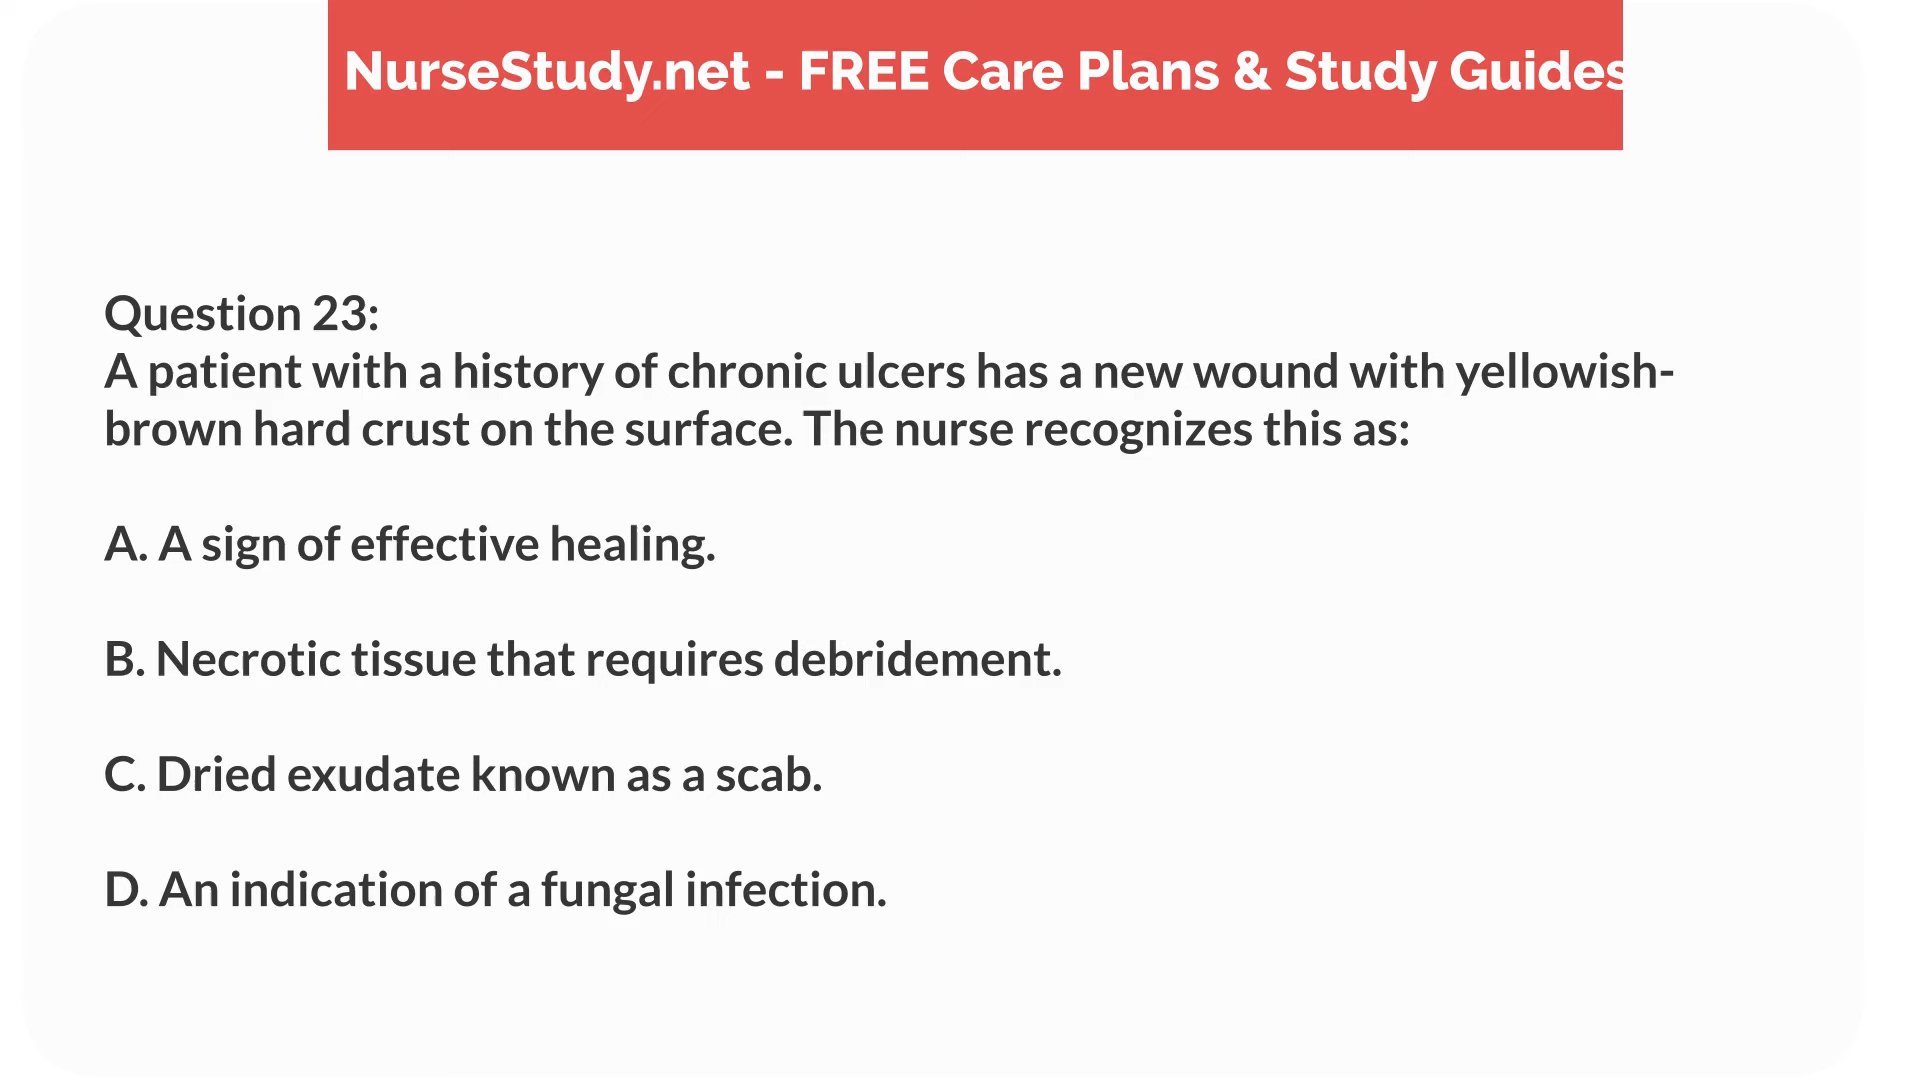 NurseStudy.net - FREE Care Plans & Study Guides
Question 23:
A patient with a history of chronic ulcers has a new wound with yellowish-
brown hard crust on the surface. The nurse recognizes this as:
A. A sign of effective healing.
B. Necrotic tissue that requires debridement.
C. Dried exudate known as a scab.
D. An indication of a fungal infection.